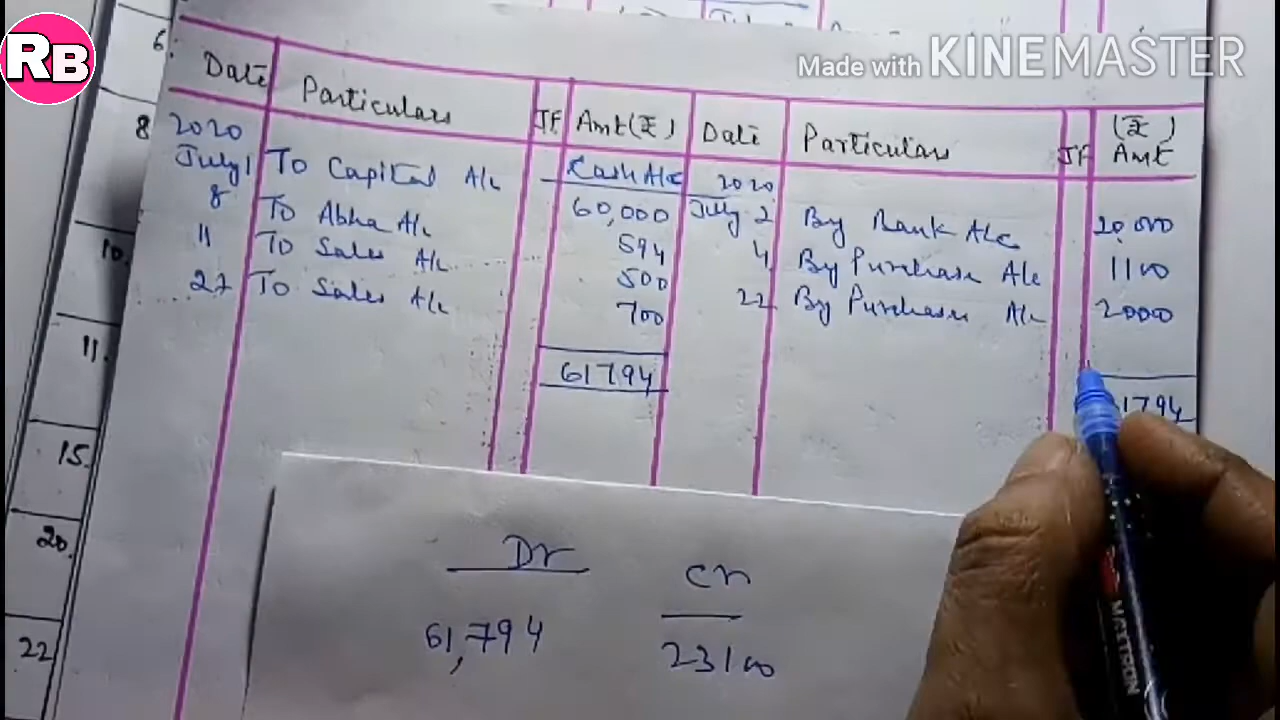 RB
Made with KINEMASTER
6.
8
10.
11.
15.
20.
22
Date Particulars J.F. Amt(₹) Date Particulars JF (₹) Amt
2020 Cash A/c 2020
July 1 To Capital A/c 60,000 July 2 By Bank A/c 20,000
8 To Abha A/c 594 4 By Purchase A/c 1100
11 To Sales A/c 500 22 By Purchase A/c 2000
27 To Sales A/c 700
61794 1794
Dr Cr
61,794 23100